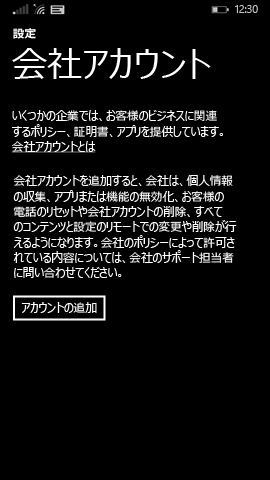 12:30
設定
会社アカウント
いくつかの企業では、お客様のビジネスに関連
するポリシー、証明書、アプリを提供しています。
会社アカウントとは
会社アカウントを追加すると、会社は、個人情報
の収集、アプリまたは機能の無効化、お客様の
電話のリセットや会社アカウントの削除、すべて
のコンテンツと設定のリモートでの変更や削除が行
えるようになります。会社のポリシーによって許可さ
れている内容については、会社のサポート担当者
に問い合わせてください。
アカウントの追加